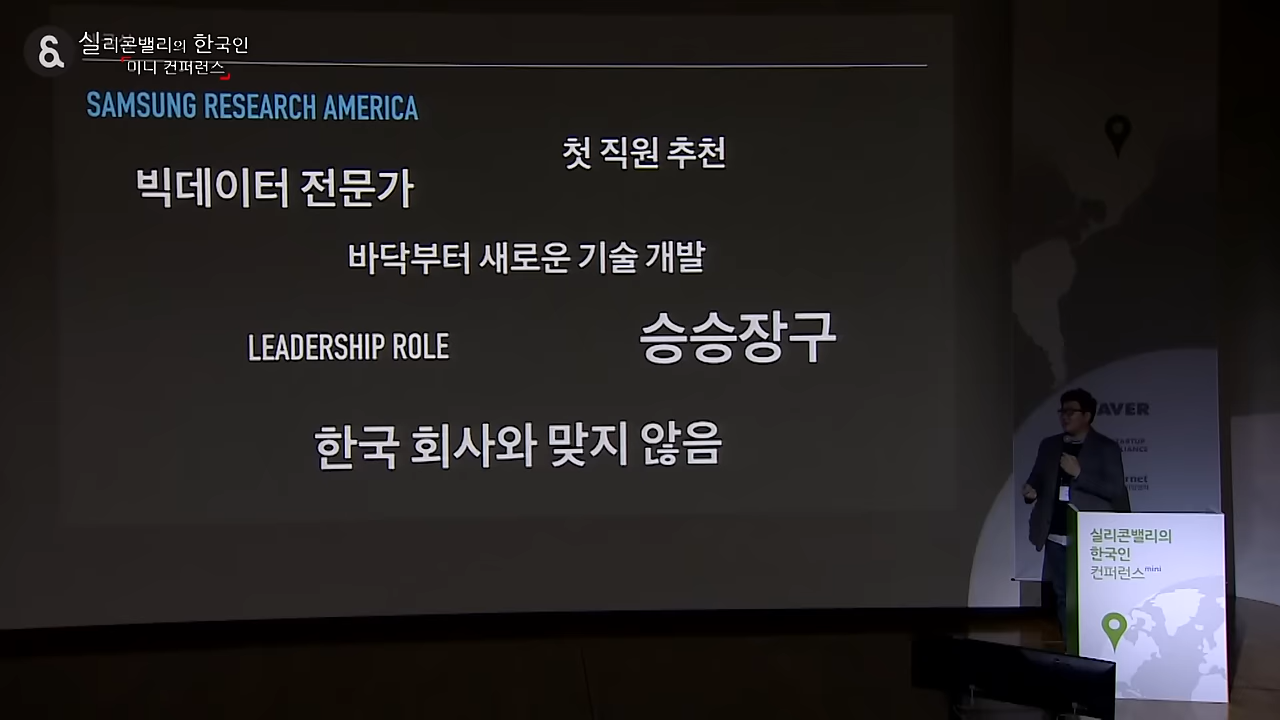 실리콘밸리의 한국인
미니 컨퍼런스
SAMSUNG RESEARCH AMERICA
첫 직원 추천
빅데이터 전문가
바닥부터 새로운 기술 개발
LEADERSHIP ROLE
승승장구
한국 회사와 맞지 않음
AVER
실리콘밸리의
한국인
컨퍼런스mini